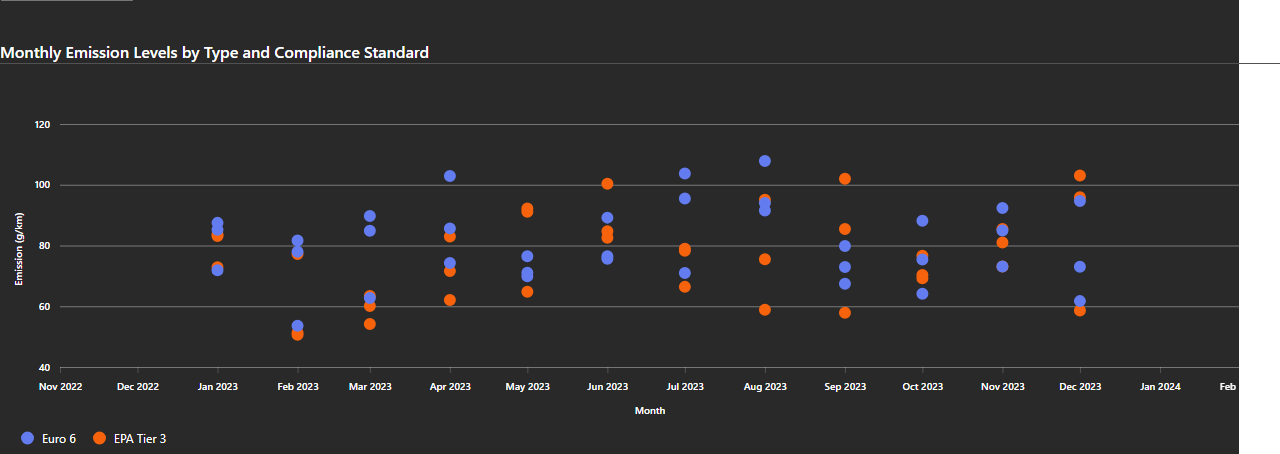 Monthly Emission Levels by Type and Compliance Standard
120
100
80
60
40
Emission (g/km)
Nov 2022 Dec 2022 Jan 2023 Feb 2023 Mar 2023 Apr 2023 May 2023 Jun 2023 Jul 2023 Aug 2023 Sep 2023 Oct 2023 Nov 2023 Dec 2023 Jan 2024 Feb
Month
Euro 6 EPA Tier 3